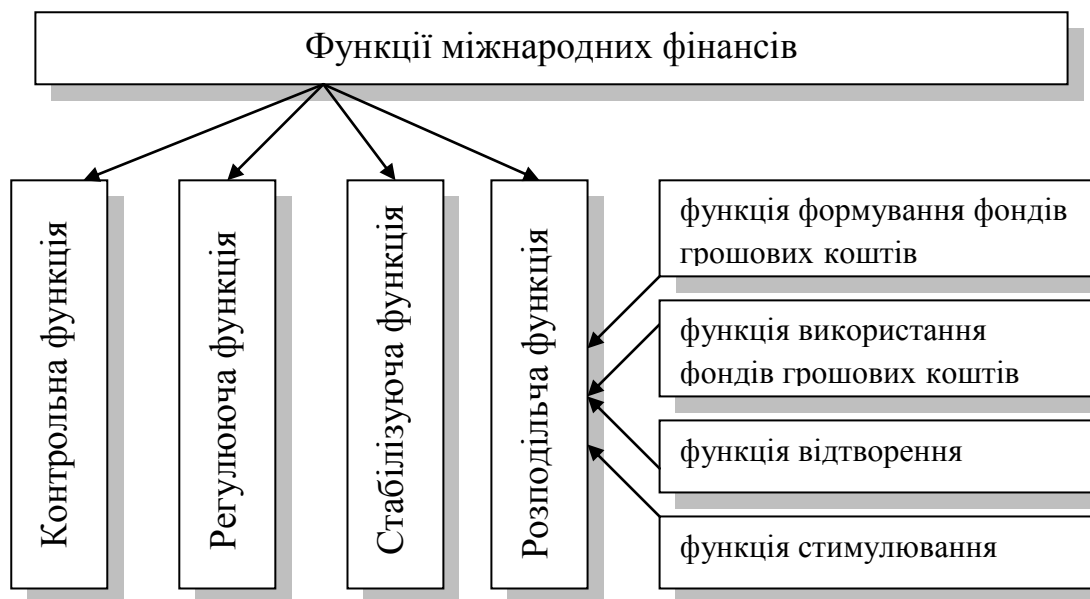 Функції міжнародних фінансів
Контрольна функція
Регулююча функція
Стабілізуюча функція
Розподільча функція
функція формування фондів
грошових коштів
функція використання
фондів грошових коштів
функція відтворення
функція стимулювання